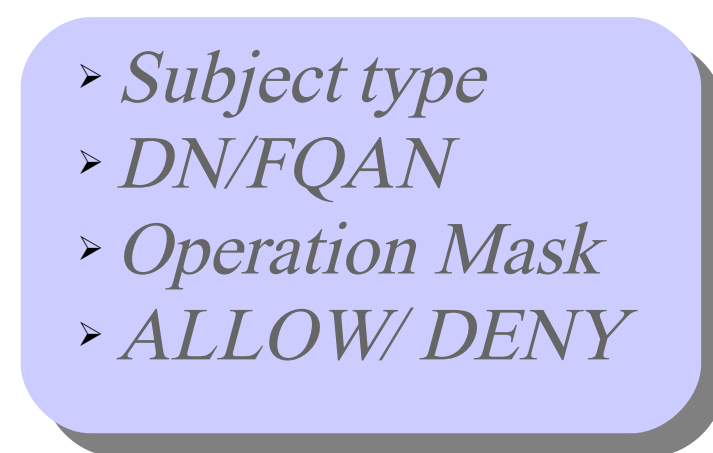 ➢ Subject type
➢ DN/FQAN
➢ Operation Mask
➢ ALLOW/ DENY